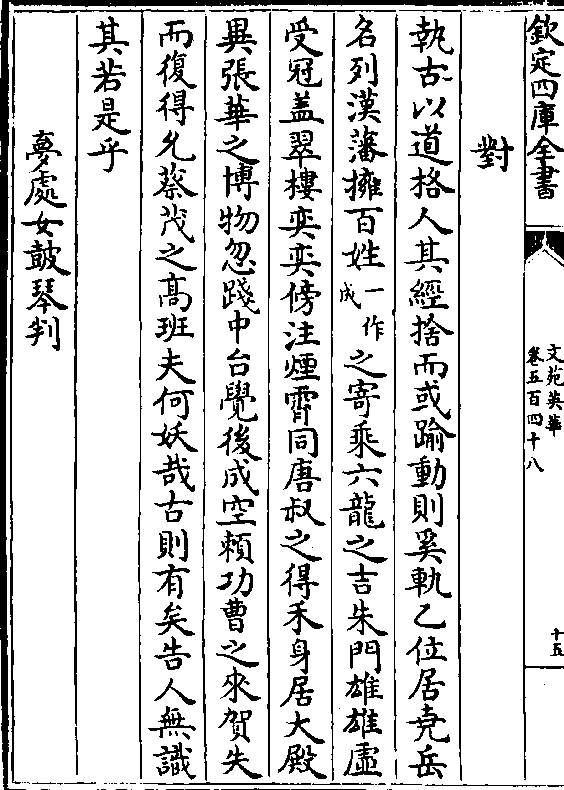 欽定四庫全書
文苑英華
卷五百四十八
十五
對
執古以道格人其經捨而或踰動則奚軌乙位居堯岳
名列漢藩擁百姓一作成之寄乘六龍之吉朱門雄雄虛
受冠蓋翠樓奕奕傍注煙霄同唐叔之得禾身居大殿
異張華之博物忽踐中台覺後成空頼功曹之來賀失
而復得允蔡茂之高班夫何妖哉古則有矣告人無識
其若是乎
夢處女鼓琴判